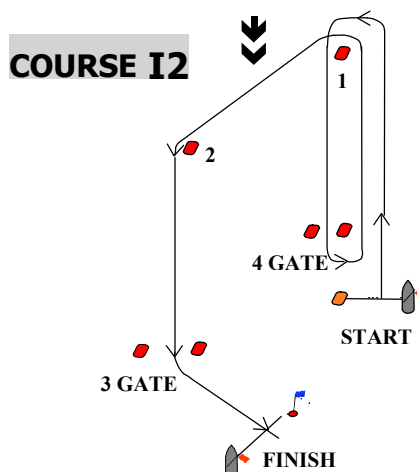 COURSE I2
1
2
4 GATE
START
3 GATE
FINISH